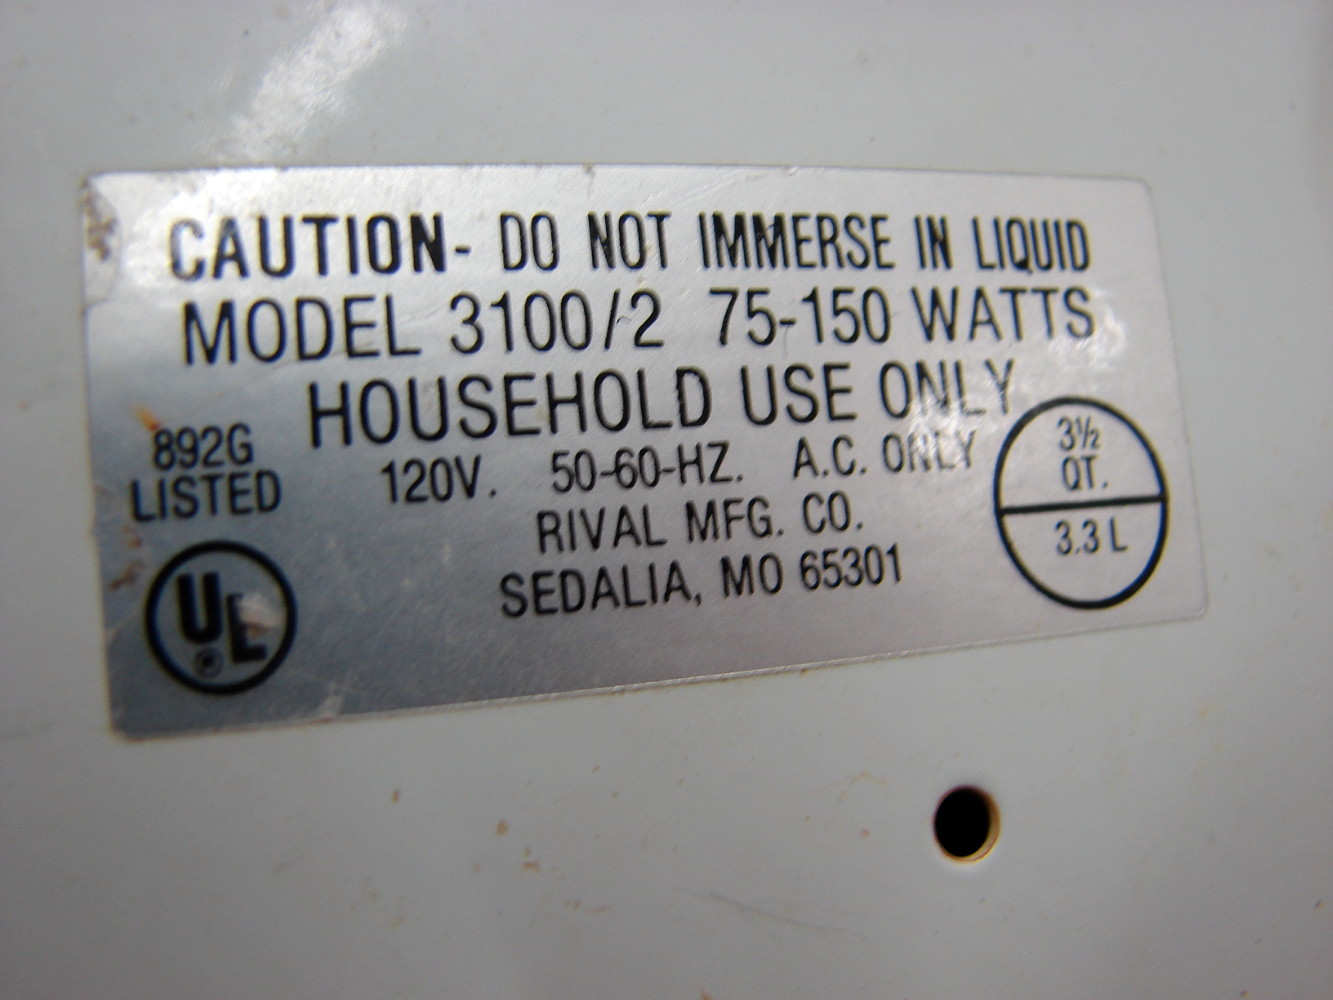 CAUTION- DO NOT IMMERSE IN LIQUID
MODEL 3100/2 75-150 WATTS
HOUSEHOLD USE ONLY
892G
LISTED
120V. 50-60-HZ. A.C. ONLY
RIVAL MFG. CO.
SEDALIA, MO 65301
UL
®
3½
QT.
3.3 L